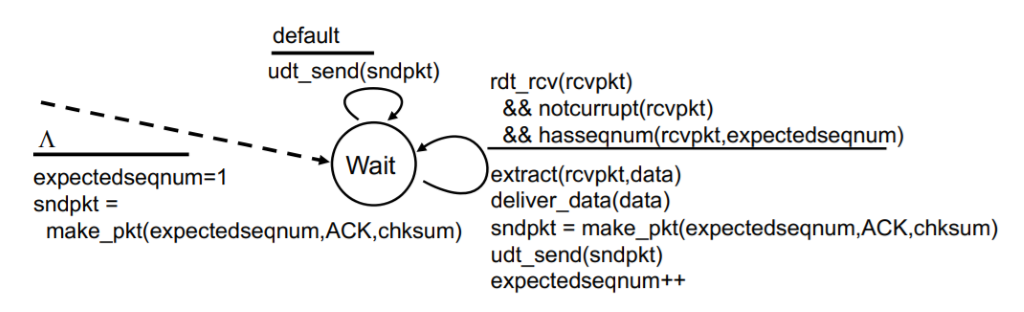 default
udt_send(sndpkt)
Λ
expectedseqnum=1
sndpkt =
make_pkt(expectedseqnum,ACK,chksum)
Wait
rdt_rcv(rcvpkt)
&& notcurrupt(rcvpkt)
&& hasseqnum(rcvpkt,expectedseqnum)
extract(rcvpkt,data)
deliver_data(data)
sndpkt = make_pkt(expectedseqnum,ACK,chksum)
udt_send(sndpkt)
expectedseqnum++